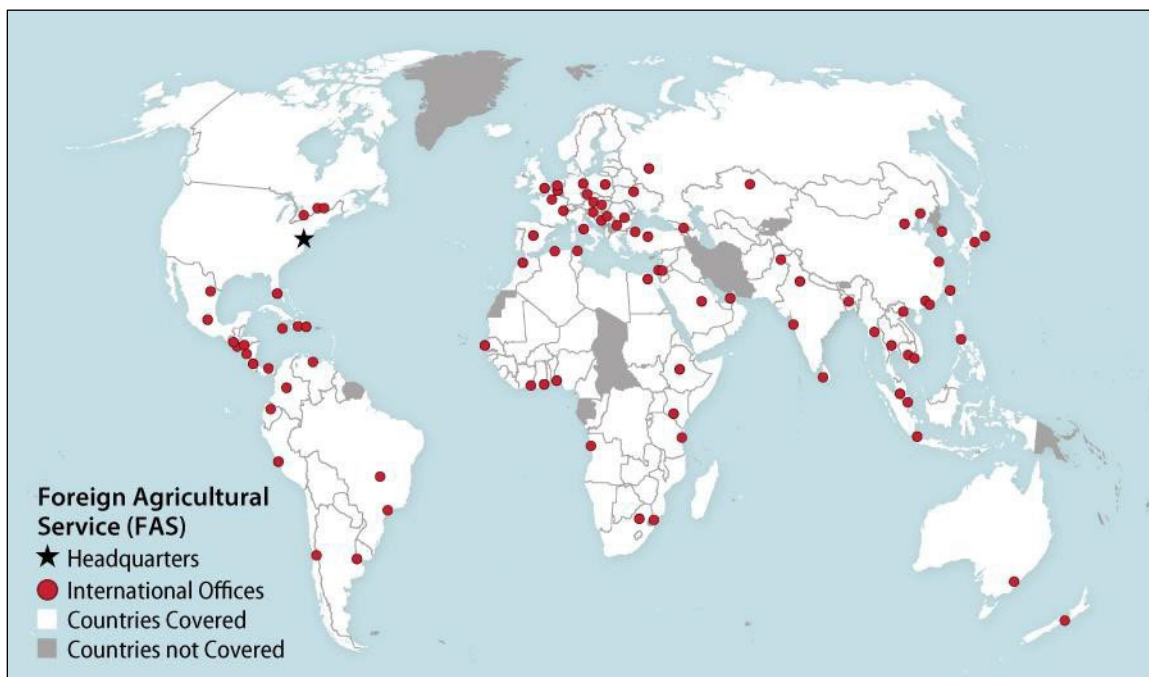 Foreign Agricultural
Service (FAS)
Headquarters
International Offices
Countries Covered
Countries not Covered